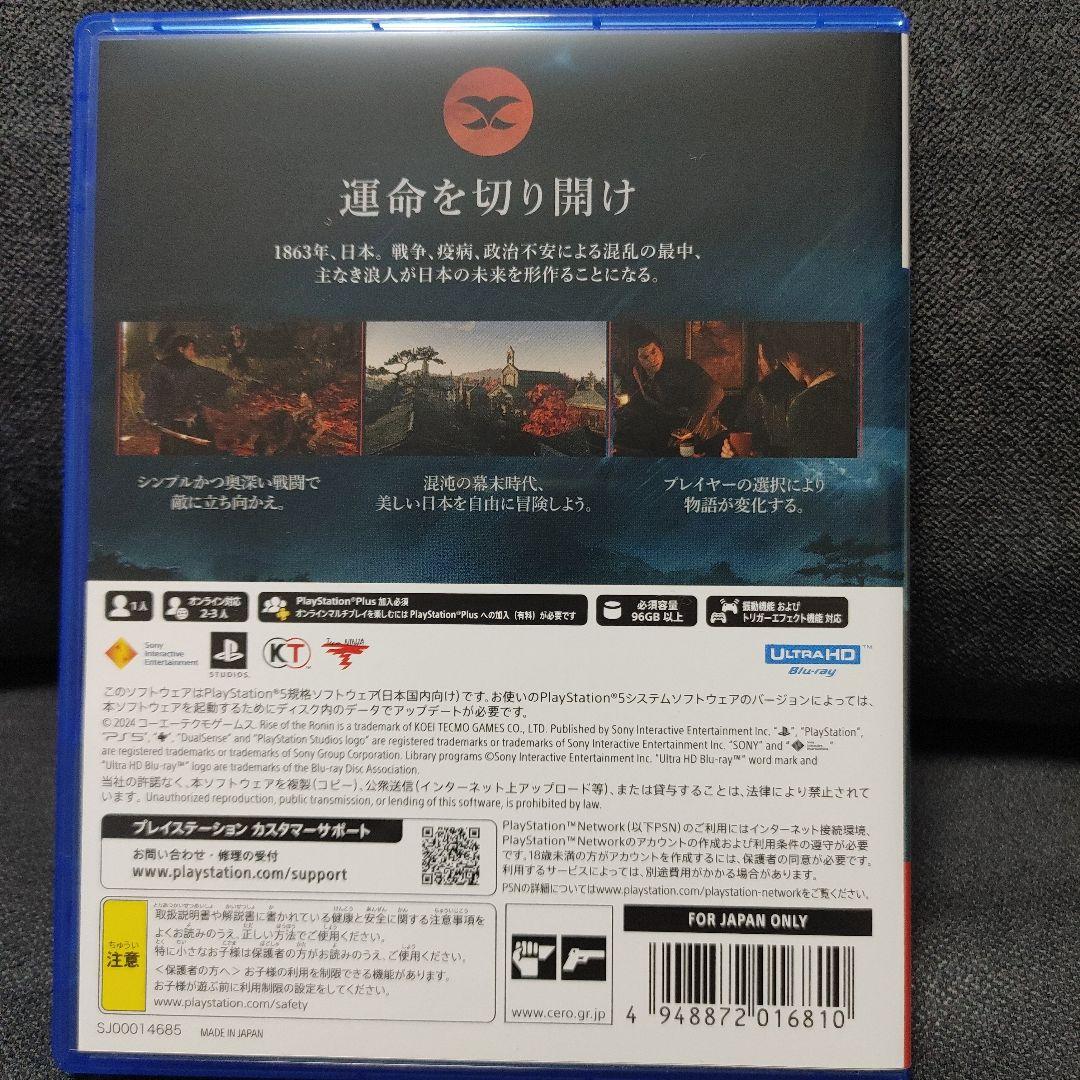 運命を切り開け
1863年、日本。戦争、疫病、政治不安による混乱の最中、
主なき浪人が日本の未来を形作ることになる。
シンプルかつ奥深い戦闘で
敵に立ち向かえ。
混沌の幕末時代、
美しい日本を自由に冒険しよう。
プレイヤーの選択により
物語が変化する。
1人
オンライン対応
2-3人
PlayStation®Plus 加入必須
オンラインマルチプレイを楽しむには PlayStation®Plus への加入（有料）が必要です
必須容量
96GB 以上
振動機能 および
トリガーエフェクト機能 対応
Sony
Interactive
Entertainment
STUDIOS
KT
Team NINJA
ULTRA HD™
Blu-ray
このソフトウェアはPlayStation®5規格ソフトウェア(日本国内向け)です。お使いのPlayStation®5システムソフトウェアのバージョンによっては、
本ソフトウェアを起動するためにディスク内のデータでアップデートが必要です。
© 2024 コーエーテクモゲームス. Rise of the Ronin is a trademark of KOEI TECMO GAMES CO., LTD. Published by Sony Interactive Entertainment Inc. "", "PlayStation",
"PS5", "", "DualSense" and "PlayStation Studios logo" are registered trademarks or trademarks of Sony Interactive Entertainment Inc. "SONY" and ""
are registered trademarks or trademarks of Sony Group Corporation. Library programs ©Sony Interactive Entertainment Inc. "Ultra HD Blu-ray™" word mark and
"Ultra HD Blu-ray™" logo are trademarks of the Blu-ray Disc Association.
当社の許諾なく、本ソフトウェアを複製（コピー）、公衆送信（インターネット上アップロード等）、または貸与することは、法律により禁止されて
います。Unauthorized reproduction, public transmission, or lending of this software, is prohibited by law.
プレイステーション カスタマーサポート
お問い合わせ・修理の受付
www.playstation.com/support
PlayStation™Network(以下PSN)のご利用にはインターネット接続環境、
PlayStation™Networkのアカウントの作成および利用条件の遵守が必要
です。18歳未満の方がアカウントを作成するには、保護者の同意が必要です。
利用するサービスによっては、別途費用がかかる場合があります。
PSNの詳細についてはwww.playstation.com/playstation-networkをご覧ください。
ちゅうい
注意
取扱説明書や解説書に書かれている健康と安全に関する注意事項を
よくお読みのうえ、正しい方法でご使用ください。
特に小さなお子様は保護者の方がお読みのうえ、ご使用ください。
＜保護者の方へ＞お子様の利用を制限できる機能があります。
お子様が遊ぶ前に利用制限の設定をしてください。
www.playstation.com/safety
www.cero.gr.jp
FOR JAPAN ONLY
4 948872 016810
SJ00014685 MADE IN JAPAN